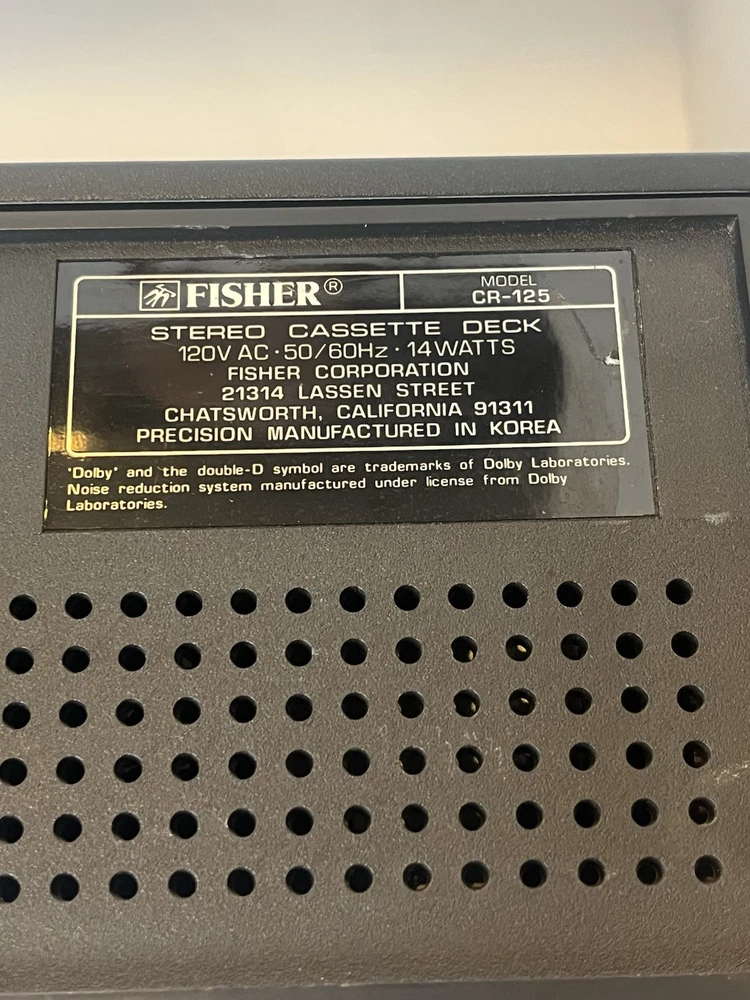 FISHER®
MODEL
CR-125
STEREO CASSETTE DECK
120V AC · 50/60Hz · 14WATTS
FISHER CORPORATION
21314 LASSEN STREET
CHATSWORTH, CALIFORNIA 91311
PRECISION MANUFACTURED IN KOREA
"Dolby" and the double-D symbol are trademarks of Dolby Laboratories.
Noise reduction system manufactured under license from Dolby
Laboratories.